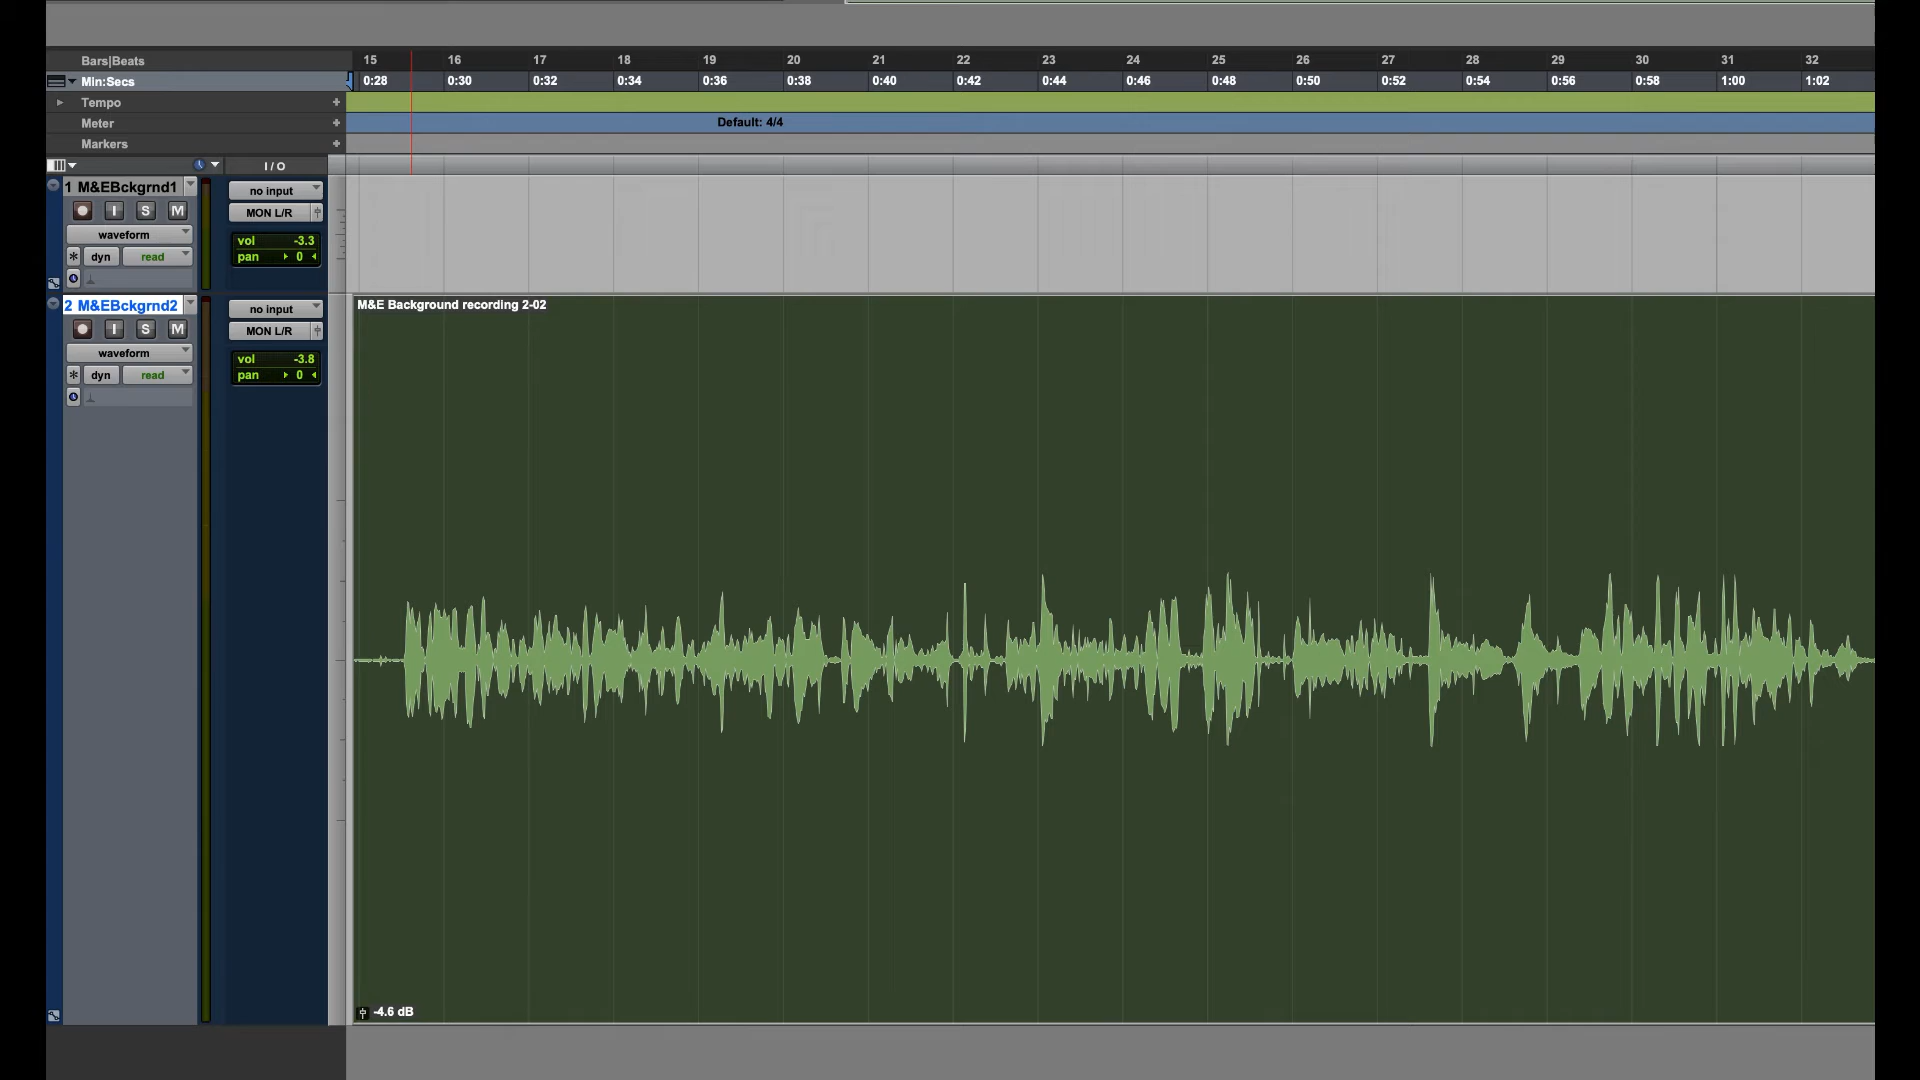 Bars|Beats 15 16 17 18 19 20 21 22 23 24 25 26 27 28 29 30 31 32
Min:Secs 0:28 0:30 0:32 0:34 0:36 0:38 0:40 0:42 0:44 0:46 0:48 0:50 0:52 0:54 0:56 0:58 1:00 1:02
Tempo +
Meter + Default: 4/4
Markers +
I / O
1 M&EBckgrnd1
no input
I S M
MON L/R
waveform
vol -3.3
dyn read
pan 0
2 M&EBckgrnd2
no input
M&E Background recording 2-02
I S M
MON L/R
waveform
vol -3.8
dyn read
pan 0
-4.6 dB